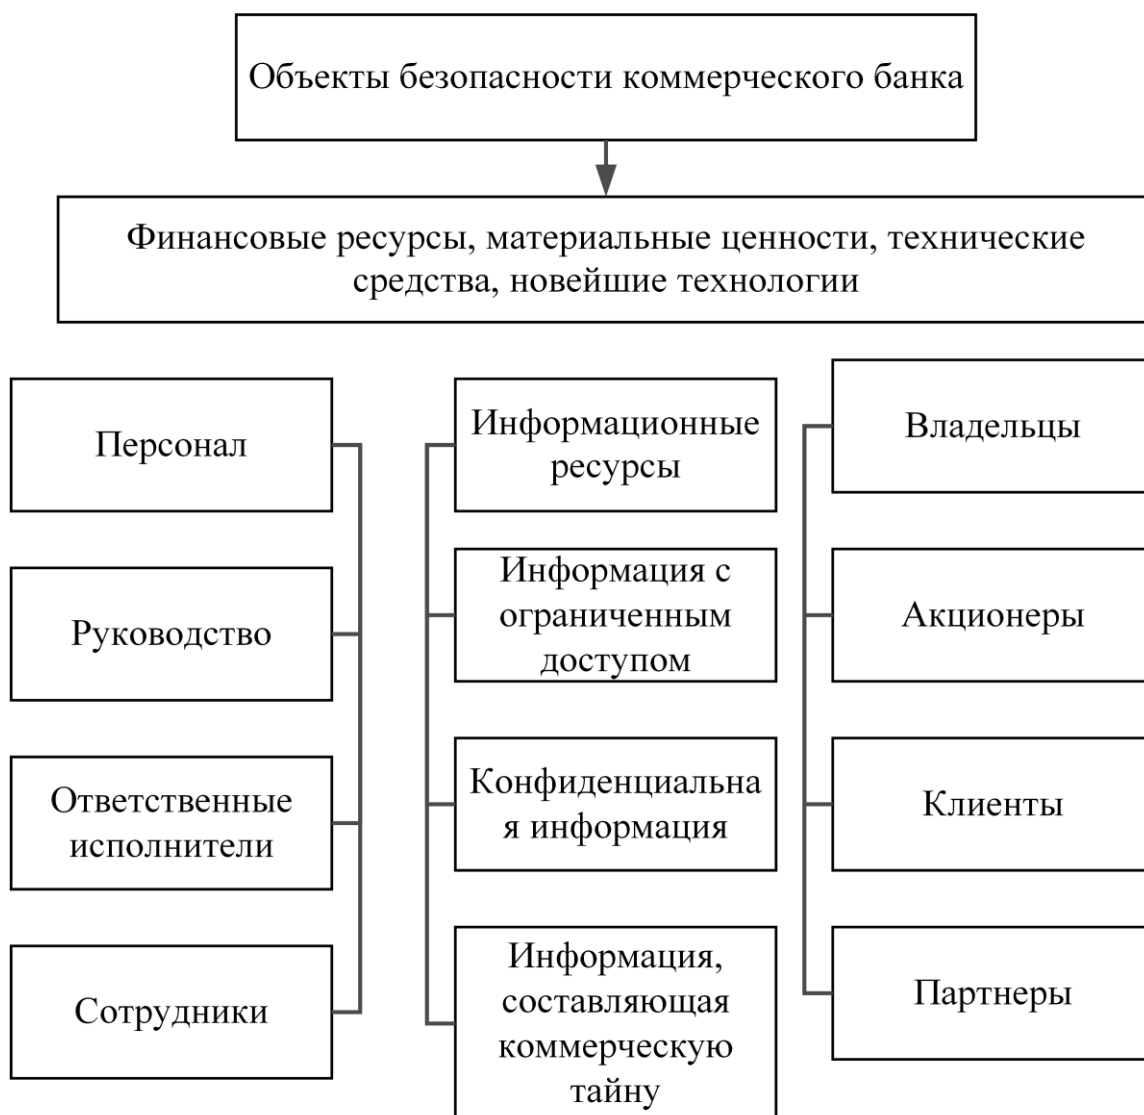 Объекты безопасности коммерческого банка
Финансовые ресурсы, материальные ценности, технические
средства, новейшие технологии
Персонал
Руководство
Ответственные
исполнители
Сотрудники
Информационные
ресурсы
Информация с
ограниченным
доступом
Конфиденциальна
я информация
Информация,
составляющая
коммерческую
тайну
Владельцы
Акционеры
Клиенты
Партнеры